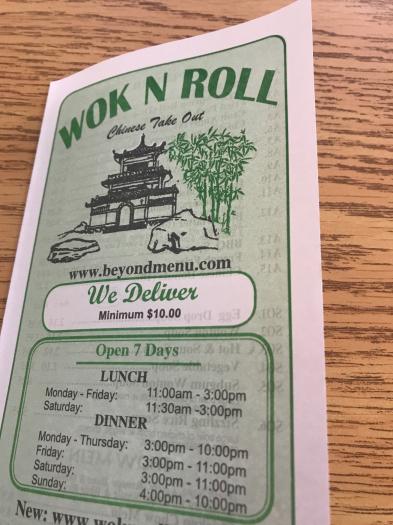 WOK N ROLL
Chinese Take Out
www.beyondmenu.com
We Deliver
Minimum $10.00
Open 7 Days
LUNCH
Monday - Friday: 11:00am - 3:00pm
Saturday: 11:30am -3:00pm
DINNER
Monday - Thursday: 3:00pm - 10:00pm
Friday: 3:00pm - 11:00pm
Saturday: 3:00pm - 11:00pm
Sunday: 4:00pm - 10:00pm
New: